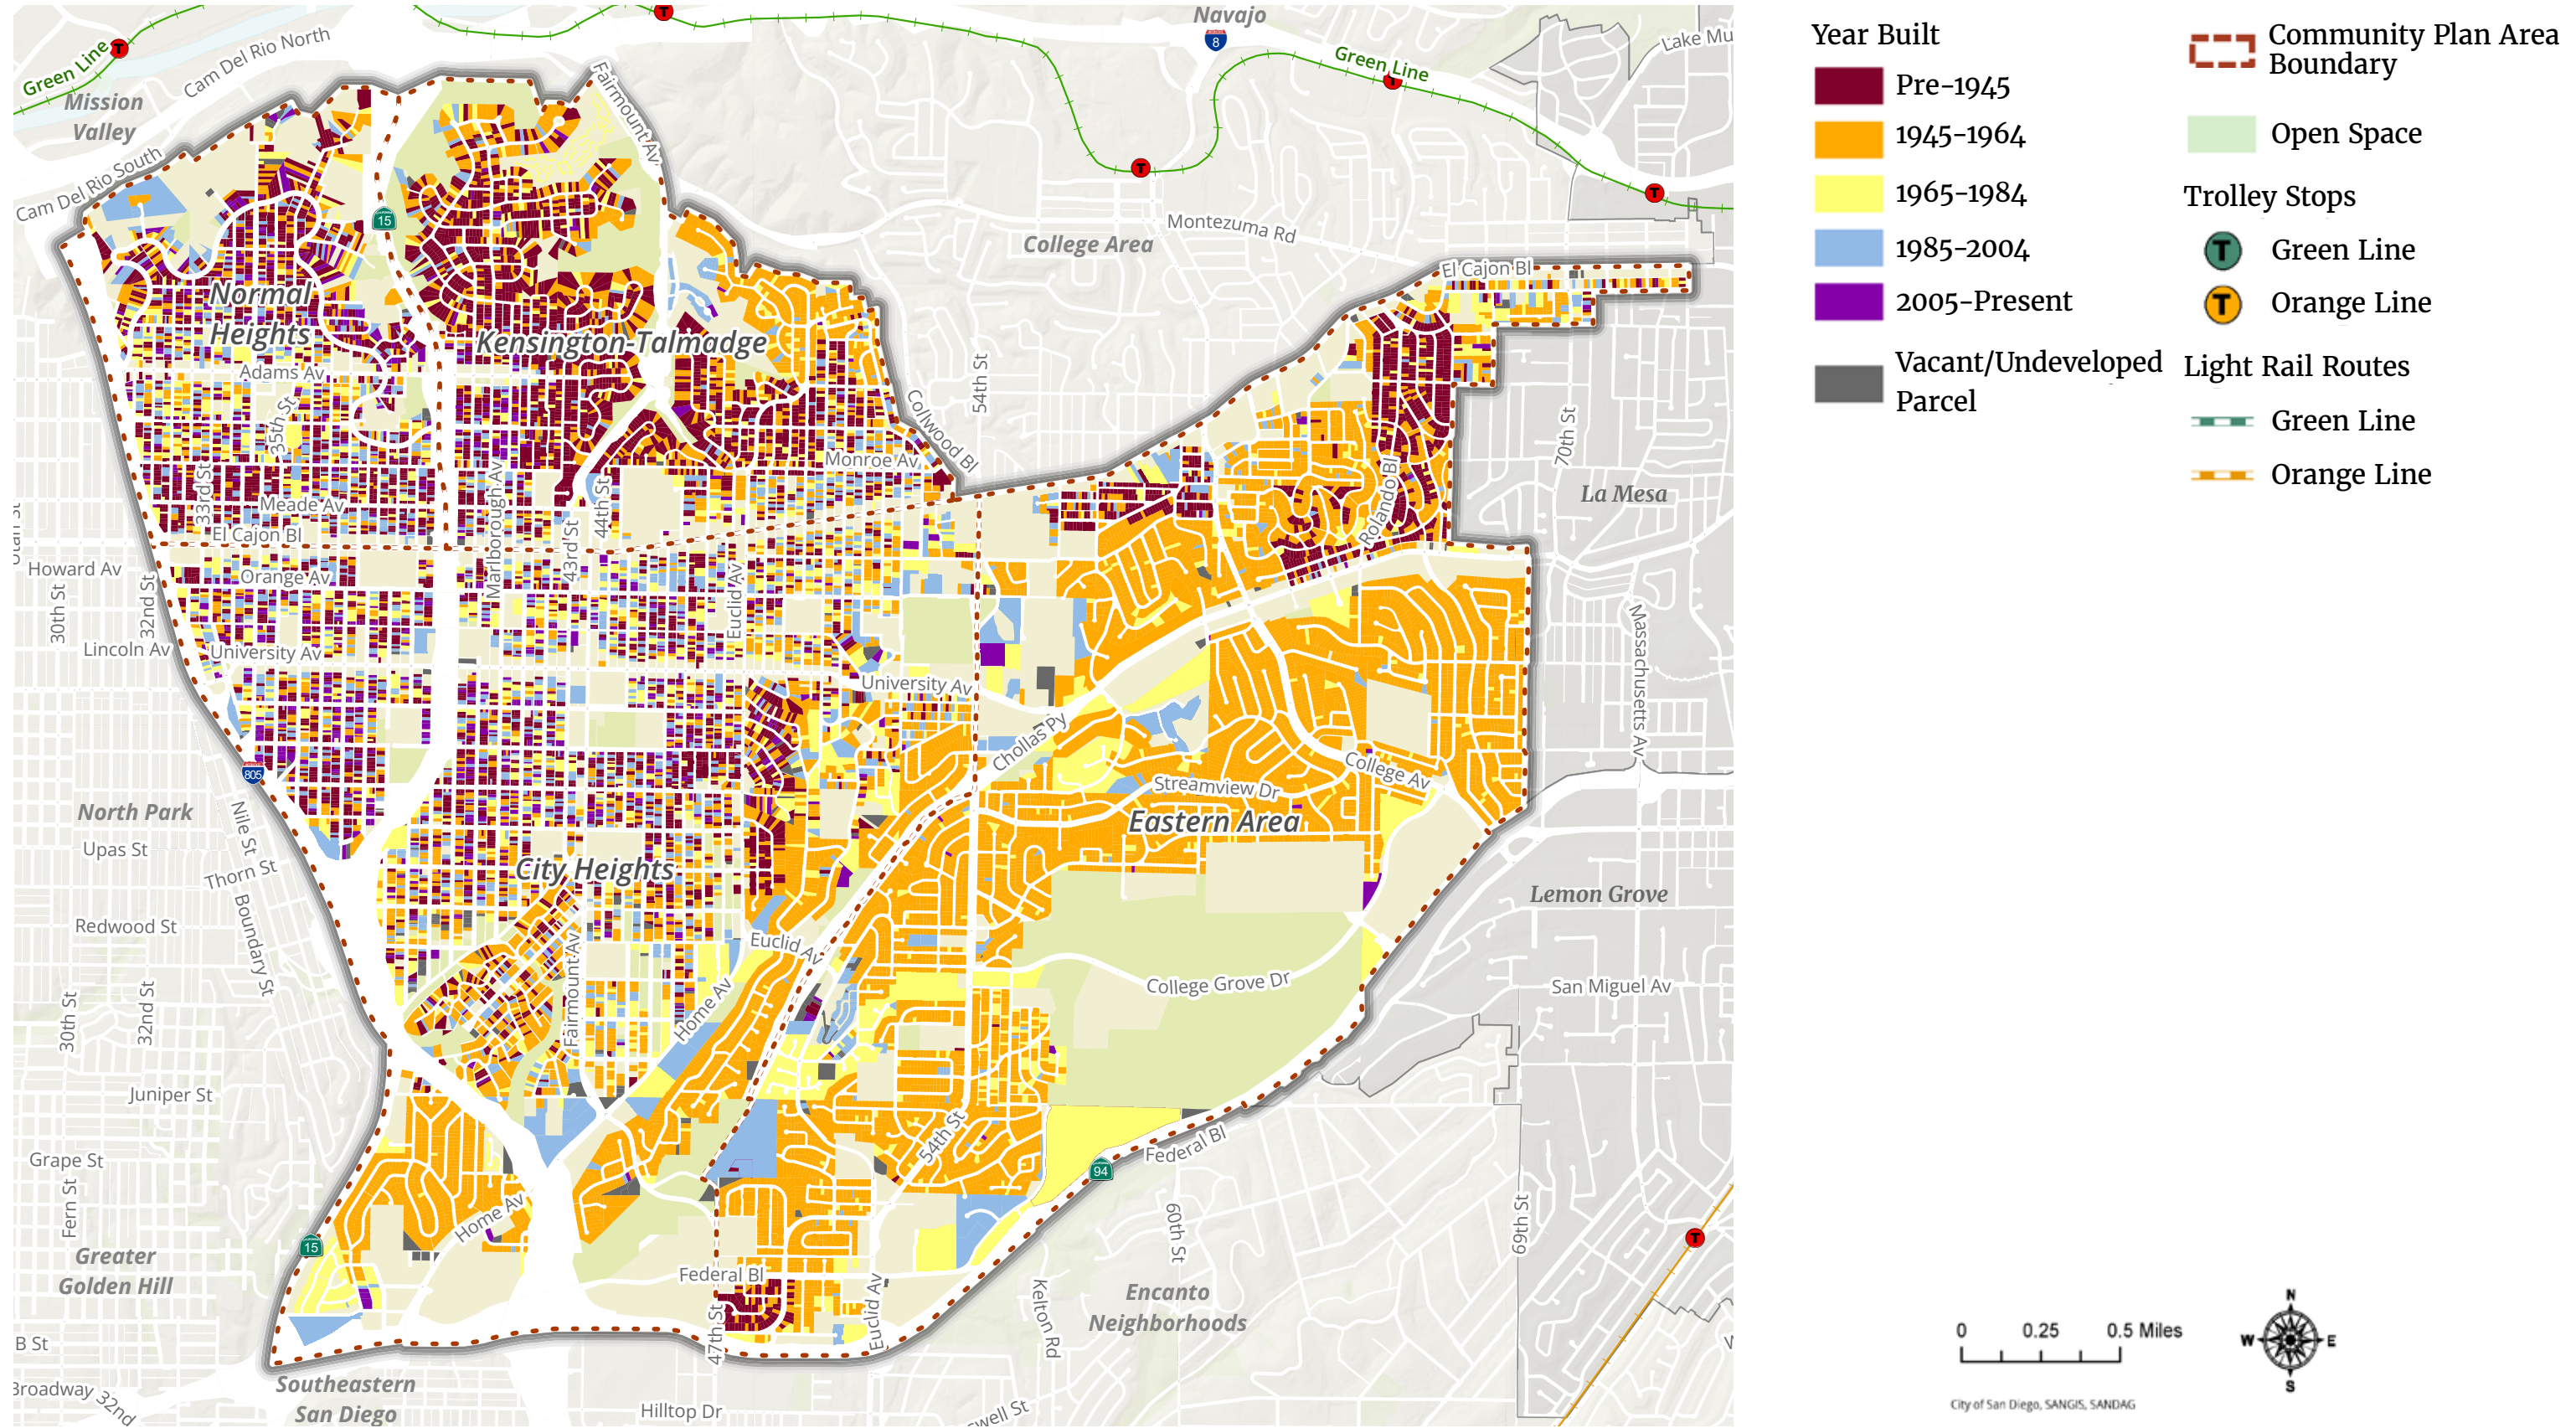 Navajo
8
Green Line
Green Line
Cam Del Rio North
Mission
Valley
Fairmount Av
Cam Del Rio South
15
Montezuma Rd
College Area
El Cajon Bl
Normal
Heights
Kensington-Talmadge
Adams Av
54th St
Collwood Bl
35th St
70th St
Monroe Av
33rd St
Marlborough Av
44th St
Rolando Bl
La Mesa
Meade Av
El Cajon Bl
43rd St
Howard Av
Orange Av
30th St
32nd St
Euclid Av
Massachusetts Av
Lincoln Av
University Av
University Av
Chollas Py
805
College Av
Streamview Dr
North Park
Nile St
Eastern Area
Upas St
City Heights
Thorn St
Lemon Grove
Boundary St
Redwood St
Fairmount Av
Euclid Av
College Grove Dr
San Miguel Av
30th St
32nd St
Home Av
Juniper St
54th St
Federal Bl
Grape St
94
Fern St
Home Av
60th St
69th St
15
Greater
Golden Hill
Federal Bl
Kelton Rd
Encanto
Neighborhoods
Euclid Av
47th St
B St
Southeastern
San Diego
Broadway
32nd
Hilltop Dr
Year Built
Pre-1945
1945-1964
1965-1984
1985-2004
2005-Present
Vacant/Undeveloped
Parcel
Community Plan Area
Boundary
Open Space
Trolley Stops
T Green Line
T Orange Line
Light Rail Routes
Green Line
Orange Line
0 0.25 0.5 Miles
N
W E
S
City of San Diego, SANGIS, SANDAG